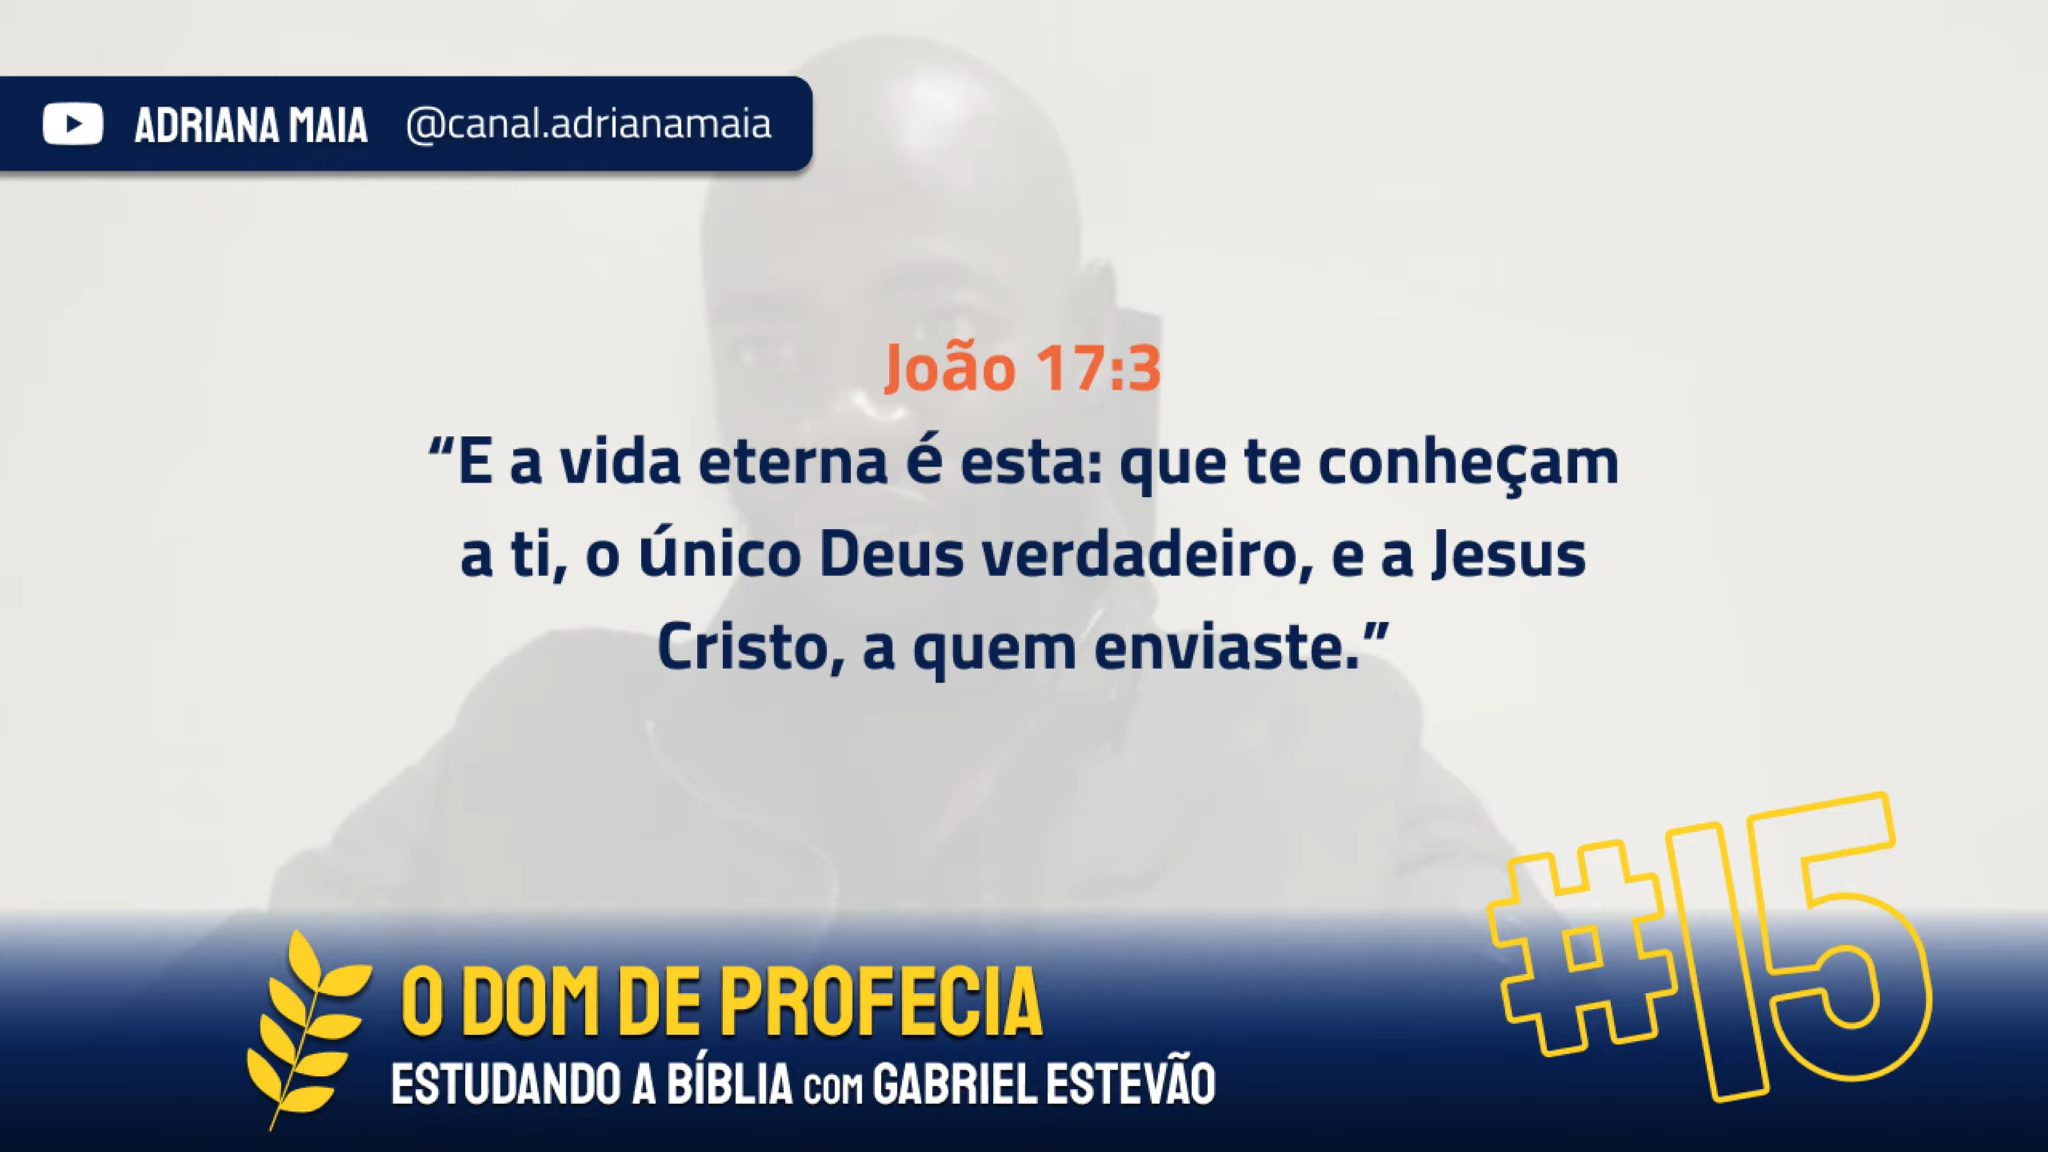 ADRIANA MAIA @canal.adrianamaia
João 17:3
“E a vida eterna é esta: que te conheçam
a ti, o único Deus verdadeiro, e a Jesus
Cristo, a quem enviaste.”
#15
O DOM DE PROFECIA
ESTUDANDO A BÍBLIA COM GABRIEL ESTEVÃO